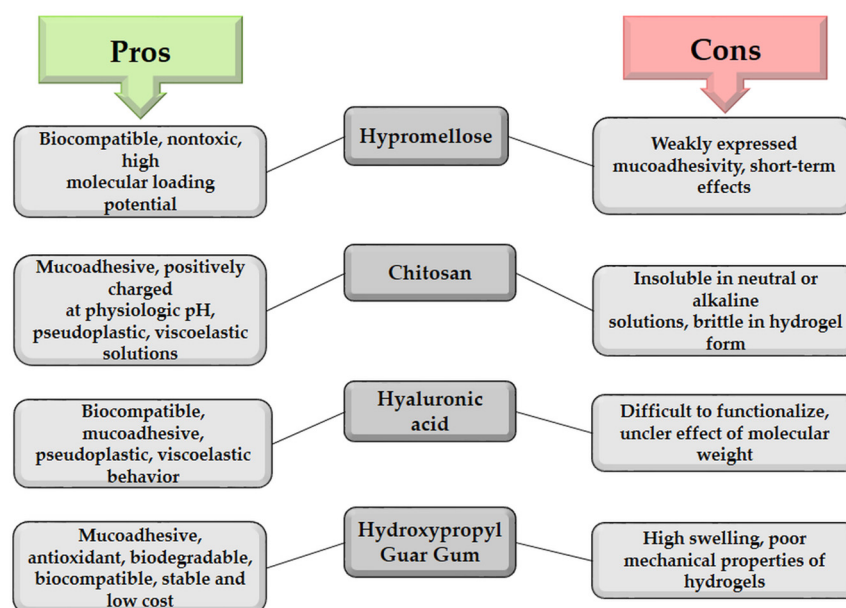 Pros
Cons
Biocompatible, nontoxic,
high
molecular loading
potential
Hypromellose
Weakly expressed
mucoadhesivity, short-term
effects
Mucoadhesive, positively
charged
at physiologic pH,
pseudoplastic, viscoelastic
solutions
Chitosan
Insoluble in neutral or
alkaline
solutions, brittle in hydrogel
form
Biocompatible,
mucoadhesive,
pseudoplastic, viscoelastic
behavior
Hyaluronic
acid
Difficult to functionalize,
uncler effect of molecular
weight
Mucoadhesive,
antioxidant, biodegradable,
biocompatible, stable and
low cost
Hydroxypropyl
Guar Gum
High swelling, poor
mechanical properties of
hydrogels